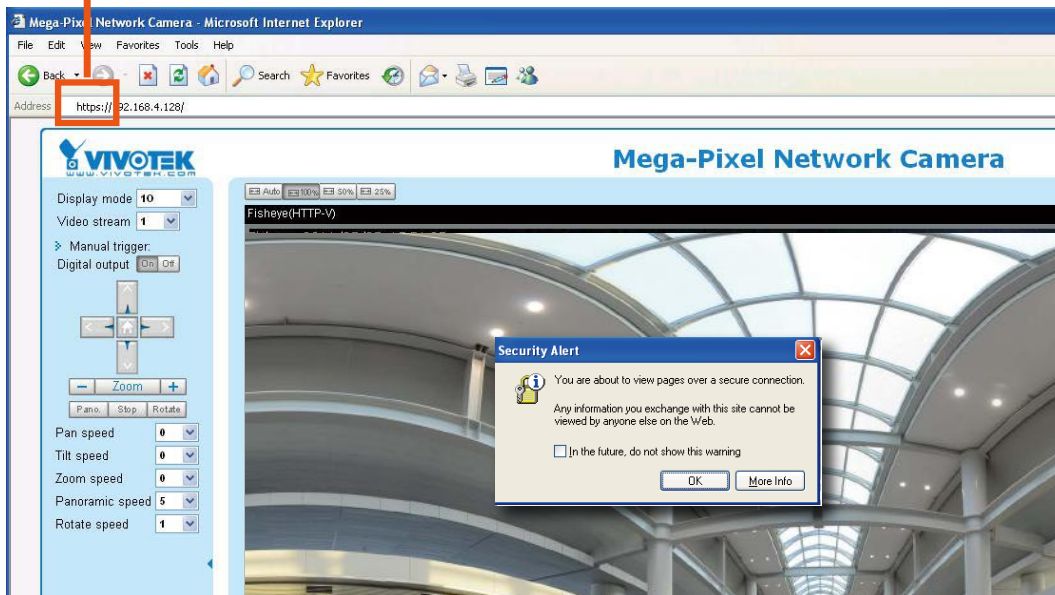 Mega-Pixel Network Camera - Microsoft Internet Explorer
File Edit View Favorites Tools Help
Back Search Favorites
Address https://192.168.4.128/
VIVOTEK
WWW.VIVOTEK.COM
Mega-Pixel Network Camera
Auto 100% 50% 25%
Display mode 10
Fisheye(HTTP-V)
Video stream 1
Manual trigger:
Digital output On Off
Zoom
Pano. Stop Rotate
Pan speed 0
Tilt speed 0
Zoom speed 0
Panoramic speed 5
Rotate speed 1
Security Alert
You are about to view pages over a secure connection.
Any information you exchange with this site cannot be
viewed by anyone else on the Web.
In the future, do not show this warning
OK More Info